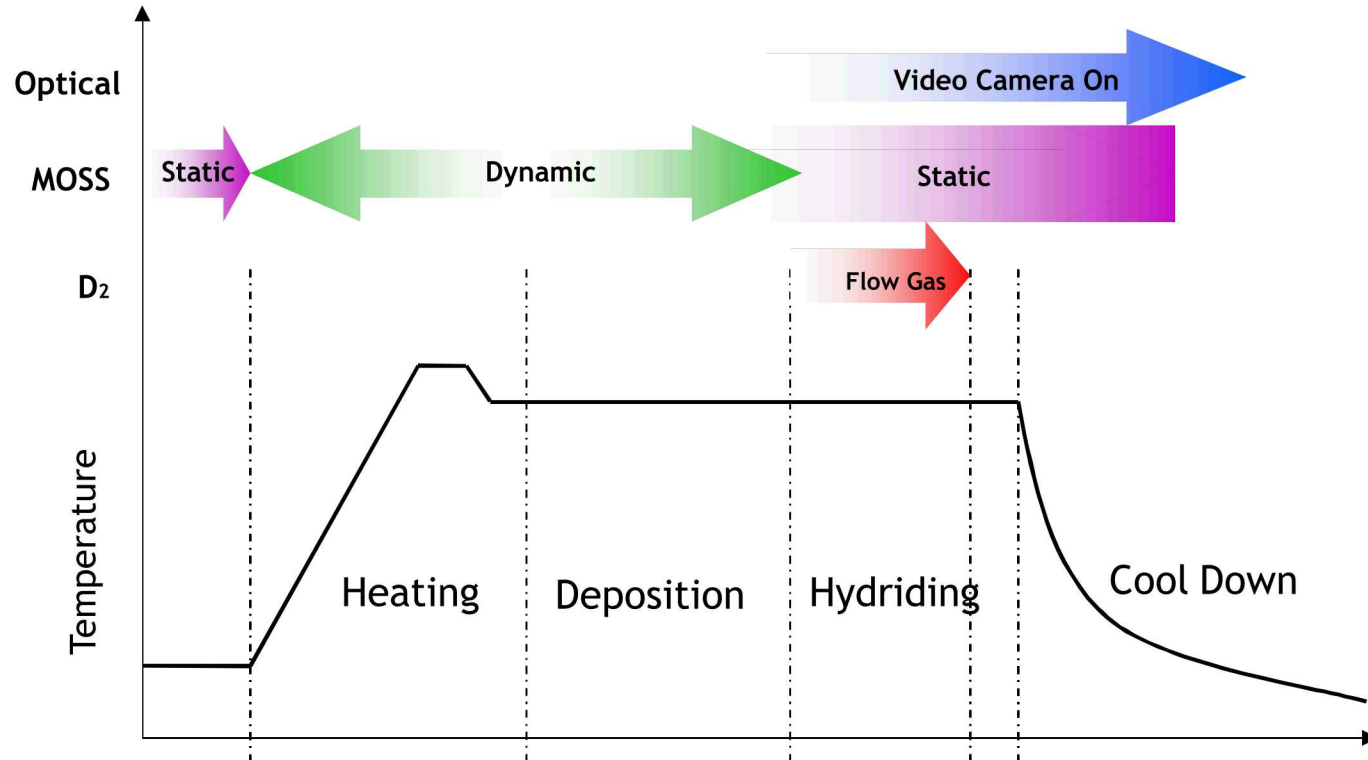 Optical
Video Camera On
MOSS
Static
Dynamic
Static
D₂
Flow Gas
Temperature
Heating
Deposition
Hydriding
Cool Down